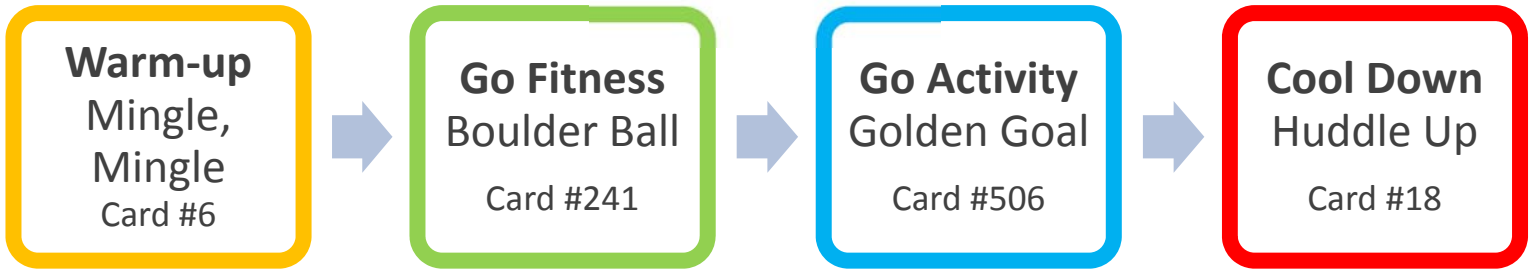 Warm-up
Mingle,
Mingle
Card #6
Go Fitness
Boulder Ball
Card #241
Go Activity
Golden Goal
Card #506
Cool Down
Huddle Up
Card #18